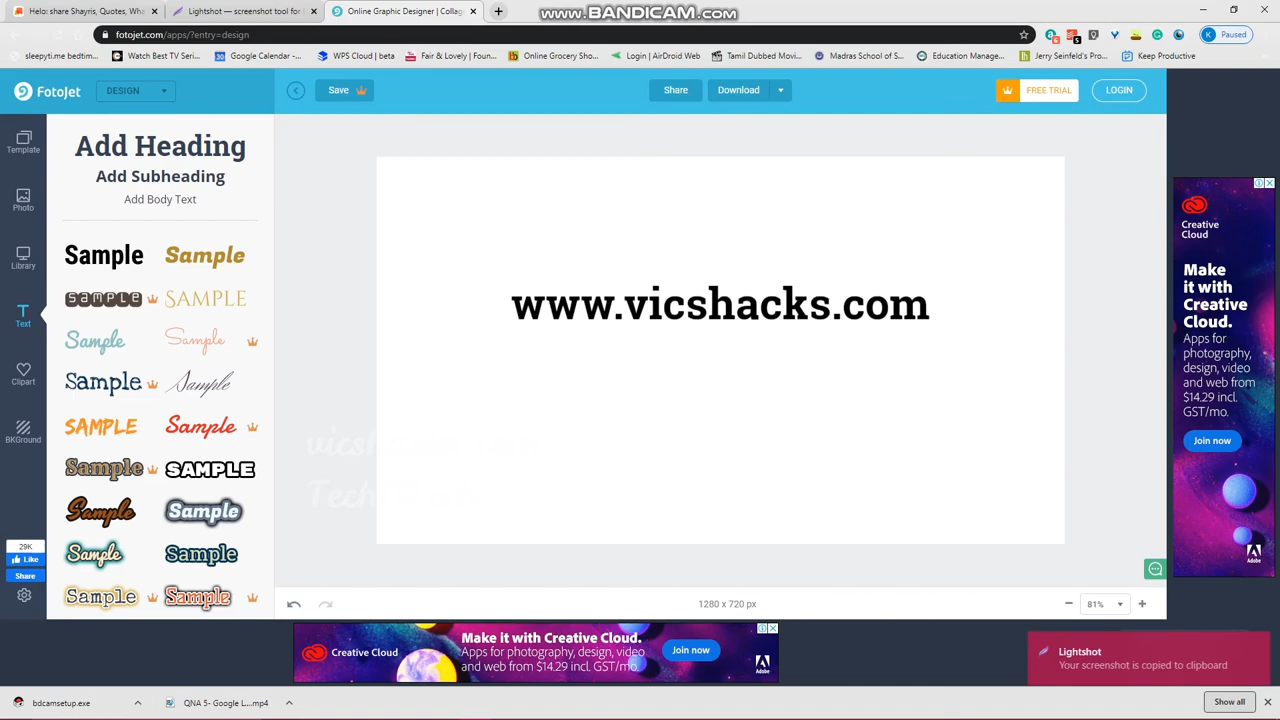 www.BANDICAM.com
Helo: share Shayris, Quotes, Wha
Lightshot — screenshot tool for
Online Graphic Designer | Collag
fotojet.com/apps/?entry=design
Paused
sleepyti.me bedtim...
Watch Best TV Serie...
Google Calendar -...
WPS Cloud | beta
Fair & Lovely | Foun...
Online Grocery Sho...
Login | AirDroid Web
Tamil Dubbed Movi...
Madras School of...
Education Manage...
Jerry Seinfeld's Pro...
Keep Productive
FotoJet
DESIGN
Save
Share
Download
FREE TRIAL
LOGIN
Template
Photo
Library
Text
Clipart
BKGround
29K
Like
Share
Add Heading
Add Subheading
Add Body Text
Sample Sample
SAMPLE SAMPLE
Sample Sample
Sample Sample
SAMPLE Sample
Sample SAMPLE
Sample Sample
Sample Sample
Sample Sample
www.vicshacks.com
1280 x 720 px
81%
Creative
Cloud
Make
it with
Creative
Cloud.
Apps for
photography,
design, video
and web from
$14.29 incl.
GST/mo.
Join now
Adobe
Creative Cloud
Make it with Creative Cloud.
Apps for photography, design, video
and web from $14.29 incl. GST/mo.
Join now
Adobe
Lightshot
Your screenshot is copied to clipboard
bdcamsetup.exe
QNA 5- Google L....mp4
Show all